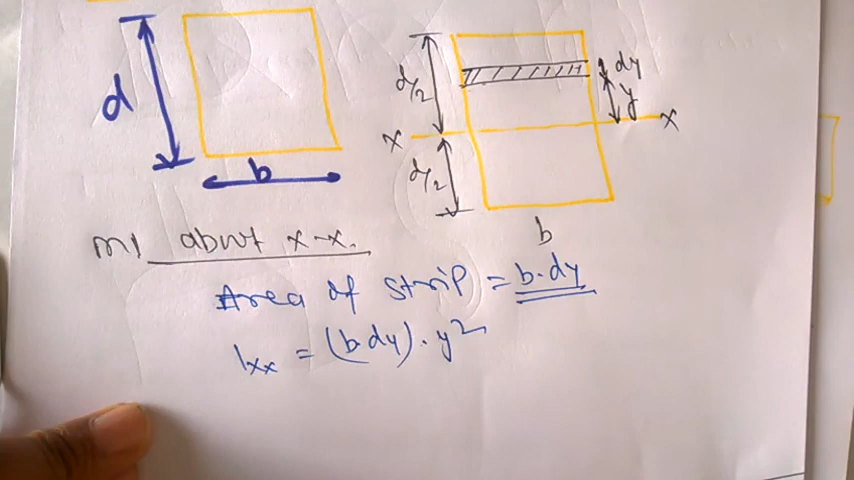 d
b
d/2
d/2
dy
y
x
x
b
MI about x-x.
Area of strip = b.dy
Ixx = (b.dy).y²